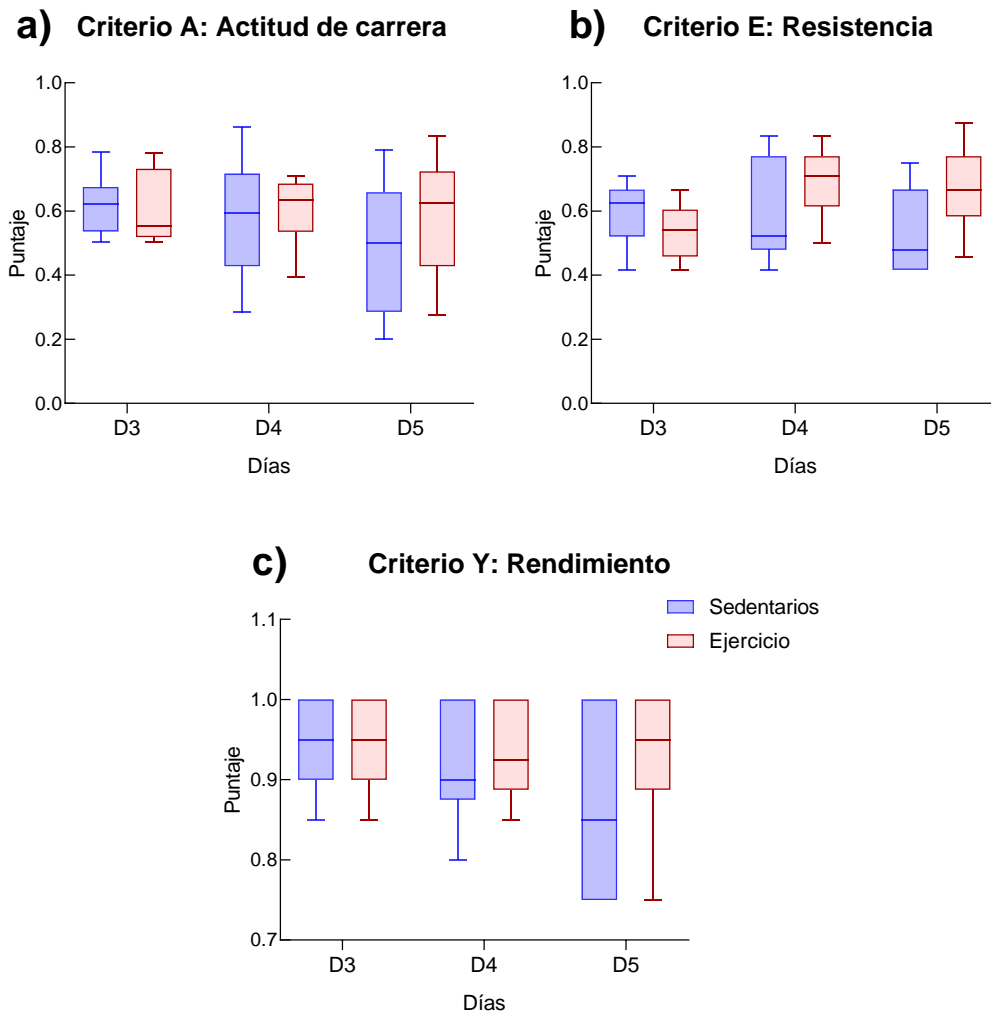 a) Criterio A: Actitud de carrera
1.0
0.8
0.6
0.4
0.2
0.0
Puntaje
D3 D4 D5
Días
b) Criterio E: Resistencia
1.0
0.8
0.6
0.4
0.2
0.0
Puntaje
D3 D4 D5
Días
c) Criterio Y: Rendimiento
Sedentarios
Ejercicio
1.1
1.0
0.9
0.8
0.7
Puntaje
D3 D4 D5
Días